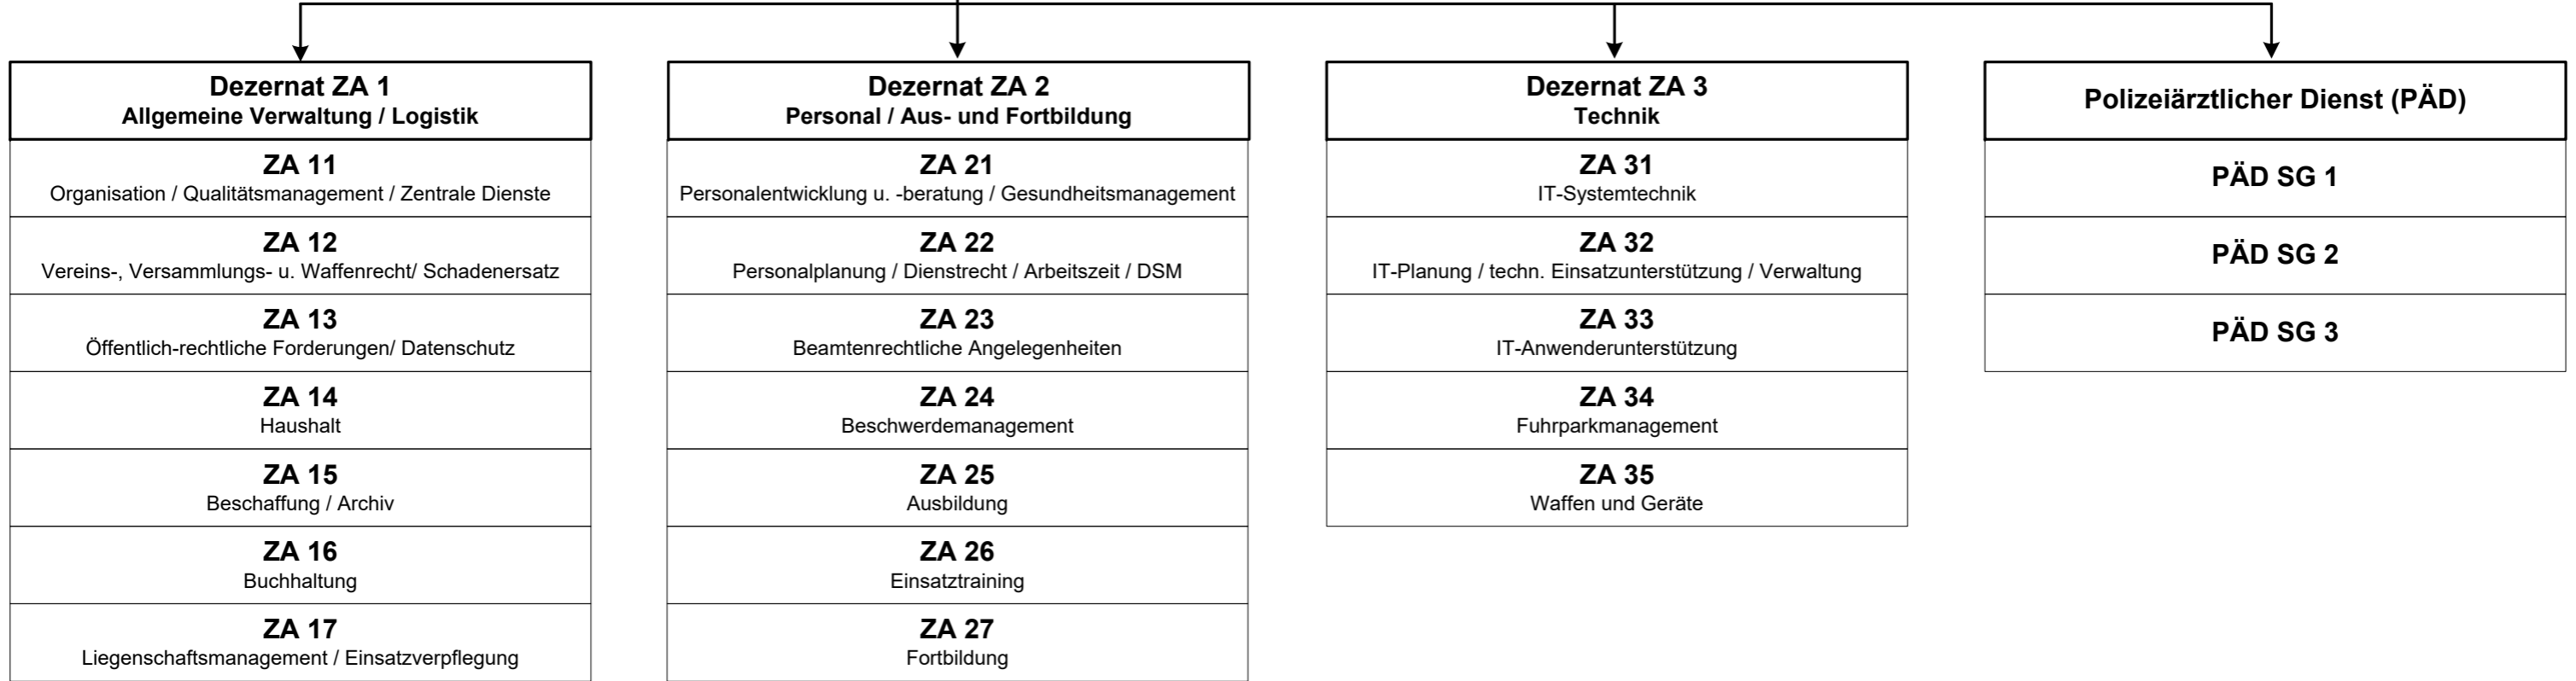 Dezernat ZA 1
Allgemeine Verwaltung / Logistik
ZA 11
Organisation / Qualitätsmanagement / Zentrale Dienste
ZA 12
Vereins-, Versammlungs- u. Waffenrecht/ Schadenersatz
ZA 13
Öffentlich-rechtliche Forderungen/ Datenschutz
ZA 14
Haushalt
ZA 15
Beschaffung / Archiv
ZA 16
Buchhaltung
ZA 17
Liegenschaftsmanagement / Einsatzverpflegung
Dezernat ZA 2
Personal / Aus- und Fortbildung
ZA 21
Personalentwicklung u. -beratung / Gesundheitsmanagement
ZA 22
Personalplanung / Dienstrecht / Arbeitszeit / DSM
ZA 23
Beamtenrechtliche Angelegenheiten
ZA 24
Beschwerdemanagement
ZA 25
Ausbildung
ZA 26
Einsatztraining
ZA 27
Fortbildung
Dezernat ZA 3
Technik
ZA 31
IT-Systemtechnik
ZA 32
IT-Planung / techn. Einsatzunterstützung / Verwaltung
ZA 33
IT-Anwenderunterstützung
ZA 34
Fuhrparkmanagement
ZA 35
Waffen und Geräte
Polizeiärztlicher Dienst (PÄD)
PÄD SG 1
PÄD SG 2
PÄD SG 3